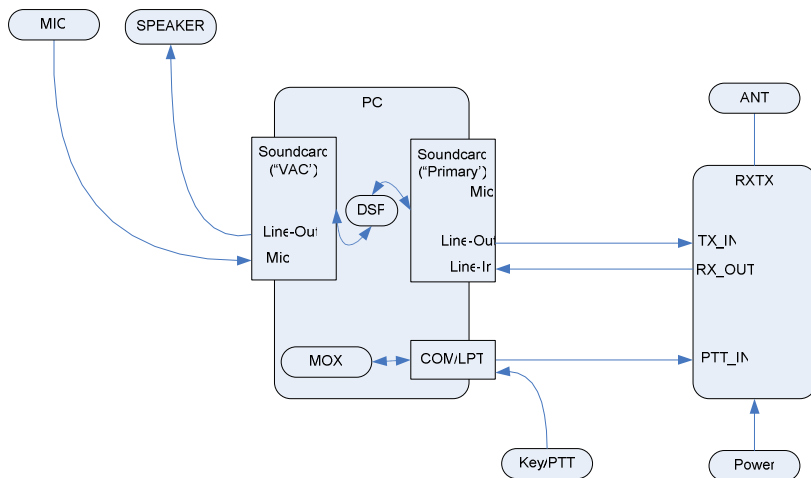 MIC
SPEAKER
PC
ANT
Soundcard
("VAC")
Soundcard
("Primary")
Mic
RXTX
DSP
Line-Out
Mic
Line-Out
Line-In
TX_IN
RX_OUT
MOX
COM/LPT
PTT_IN
Key/PTT
Power